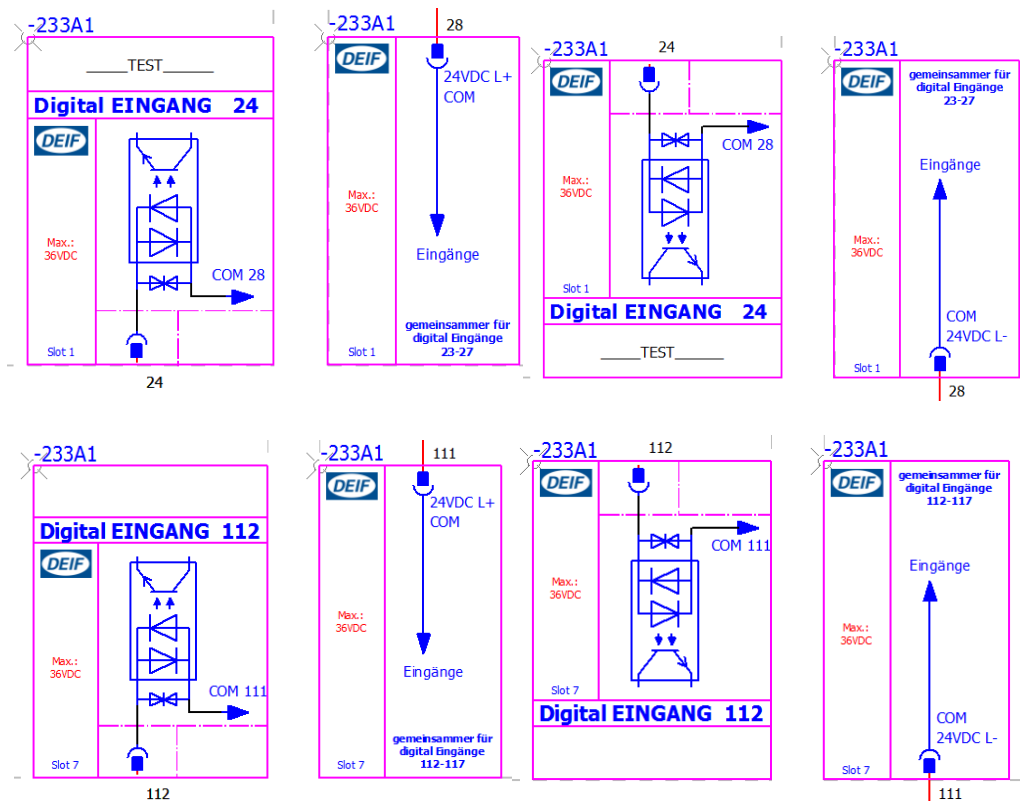 -233A1
_____TEST______
Digital EINGANG 24
DEIF
Max.:
36VDC
COM 28
Slot 1
24
-233A1
28
DEIF
24VDC L+
COM
Max.:
36VDC
Eingänge
gemeinsammer für
digital Eingänge
23-27
Slot 1
-233A1
24
DEIF
COM 28
Max.:
36VDC
Slot 1
Digital EINGANG 24
_____TEST______
-233A1
DEIF
gemeinsammer für
digital Eingänge
23-27
Eingänge
Max.:
36VDC
COM
24VDC L-
Slot 1
28
-233A1
Digital EINGANG 112
DEIF
Max.:
36VDC
COM 111
Slot 7
112
-233A1
111
DEIF
24VDC L+
COM
Max.:
36VDC
Eingänge
gemeinsammer für
digital Eingänge
112-117
Slot 7
-233A1
112
DEIF
COM 111
Max.:
36VDC
Slot 7
Digital EINGANG 112
-233A1
DEIF
gemeinsammer für
digital Eingänge
112-117
Eingänge
Max.:
36VDC
COM
24VDC L-
Slot 7
111